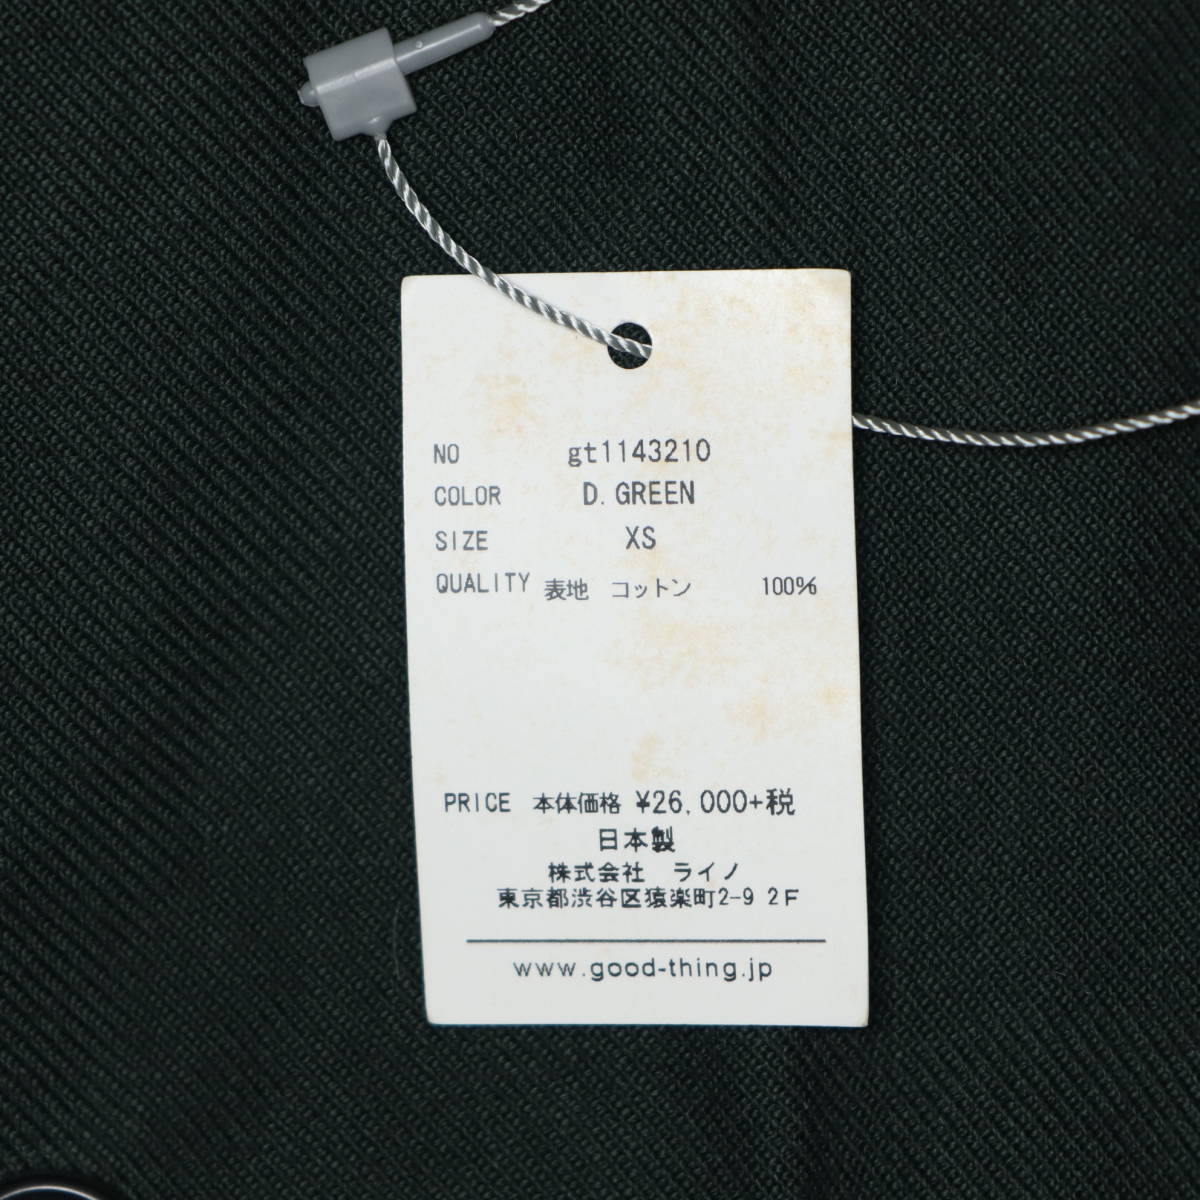 NO gt1143210
COLOR D. GREEN
SIZE XS
QUALITY 表地 コットン 100%
PRICE 本体価格 ¥26,000+税
日本製
株式会社 ライノ
東京都渋谷区猿楽町2-9 2F
www.good-thing.jp